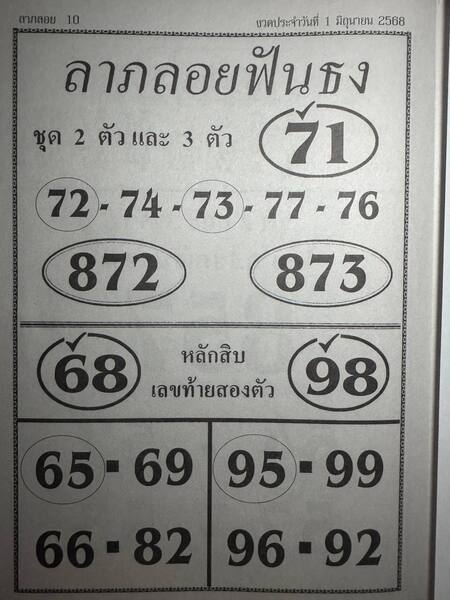 ลาภลอย 10
งวดประจำวันที่ 1 มิถุนายน 2568
ลาภลอยฟันธง
ชุด 2 ตัว และ 3 ตัว 71
72 - 74 - 73 - 77 - 76
872 873
68 หลักสิบ 98
เลขท้ายสองตัว
65 - 69 95 - 99
66 - 82 96 - 92